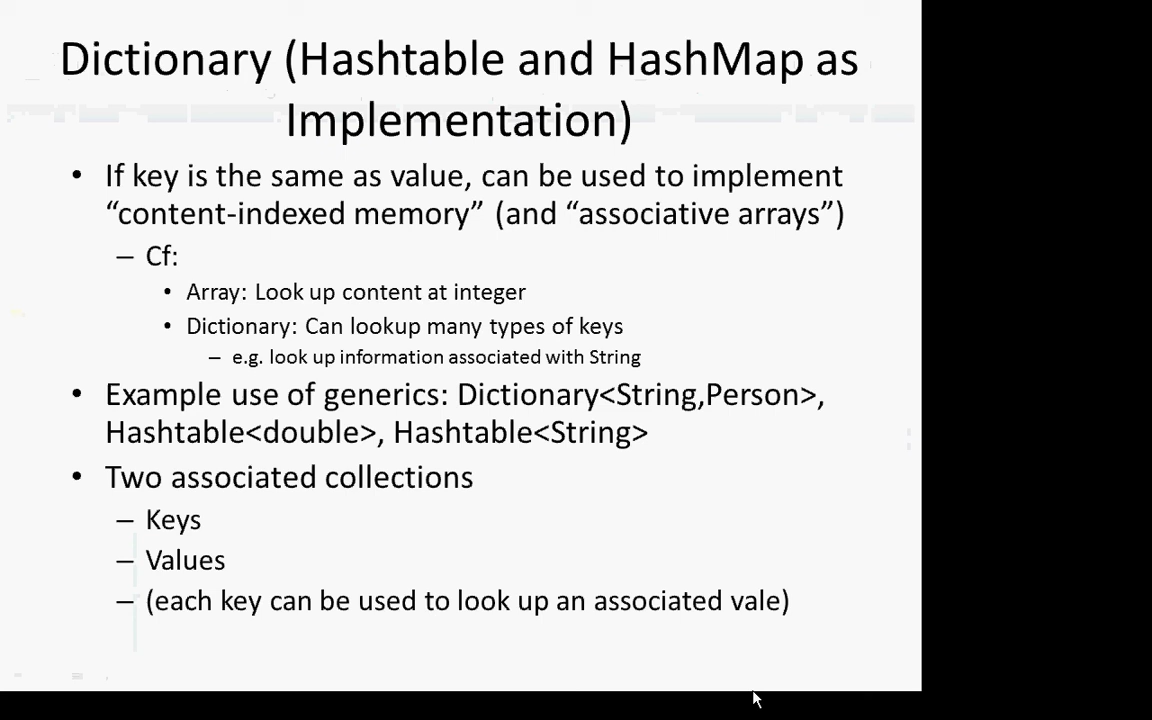 Dictionary (Hashtable and HashMap as
Implementation)
• If key is the same as value, can be used to implement
“content-indexed memory” (and “associative arrays”)
– Cf:
• Array: Look up content at integer
• Dictionary: Can lookup many types of keys
– e.g. look up information associated with String
• Example use of generics: Dictionary<String,Person>,
Hashtable<double>, Hashtable<String>
• Two associated collections
– Keys
– Values
– (each key can be used to look up an associated vale)